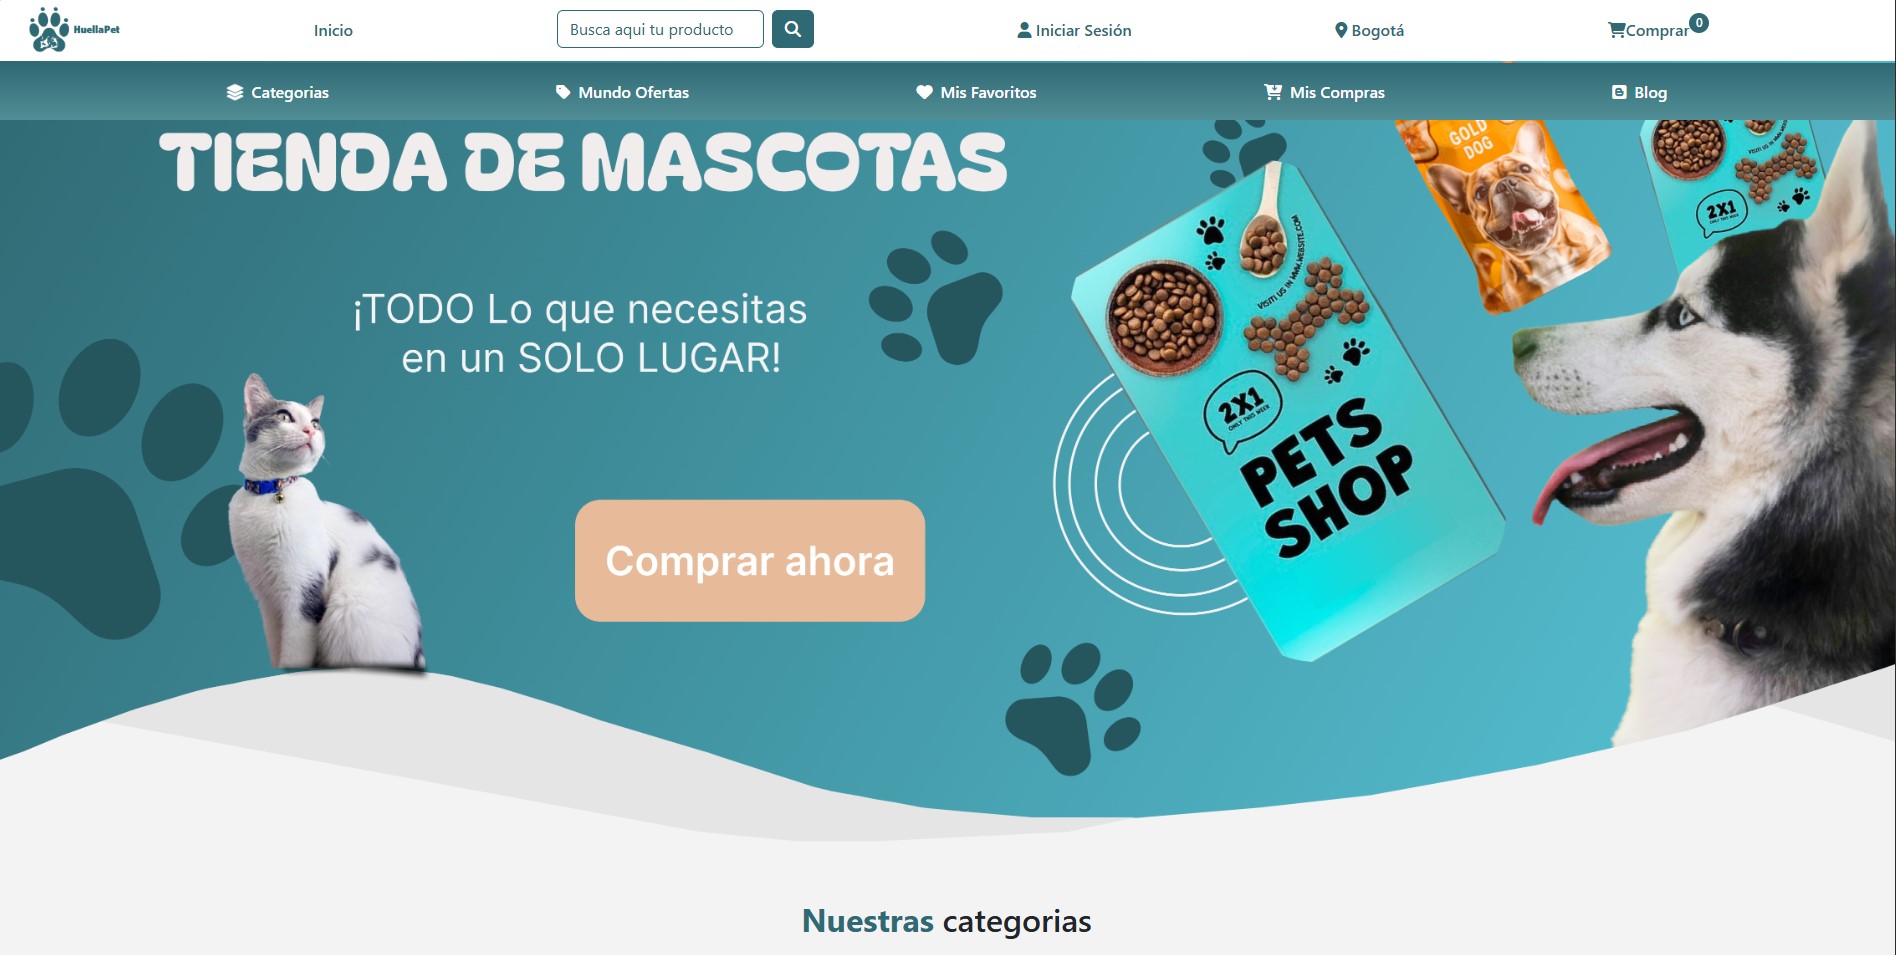 HuellaPet
Inicio
Busca aqui tu producto
Iniciar Sesión
Bogotá
Comprar
0
Categorias
Mundo Ofertas
Mis Favoritos
Mis Compras
Blog
TIENDA DE MASCOTAS
¡TODO Lo que necesitas
en un SOLO LUGAR!
Comprar ahora
VISIT US IN WWW.WEBSITE.COM
2X1
ONLY THIS WEEK
PETS
SHOP
GOLD
DOG
2X1
Nuestras categorias